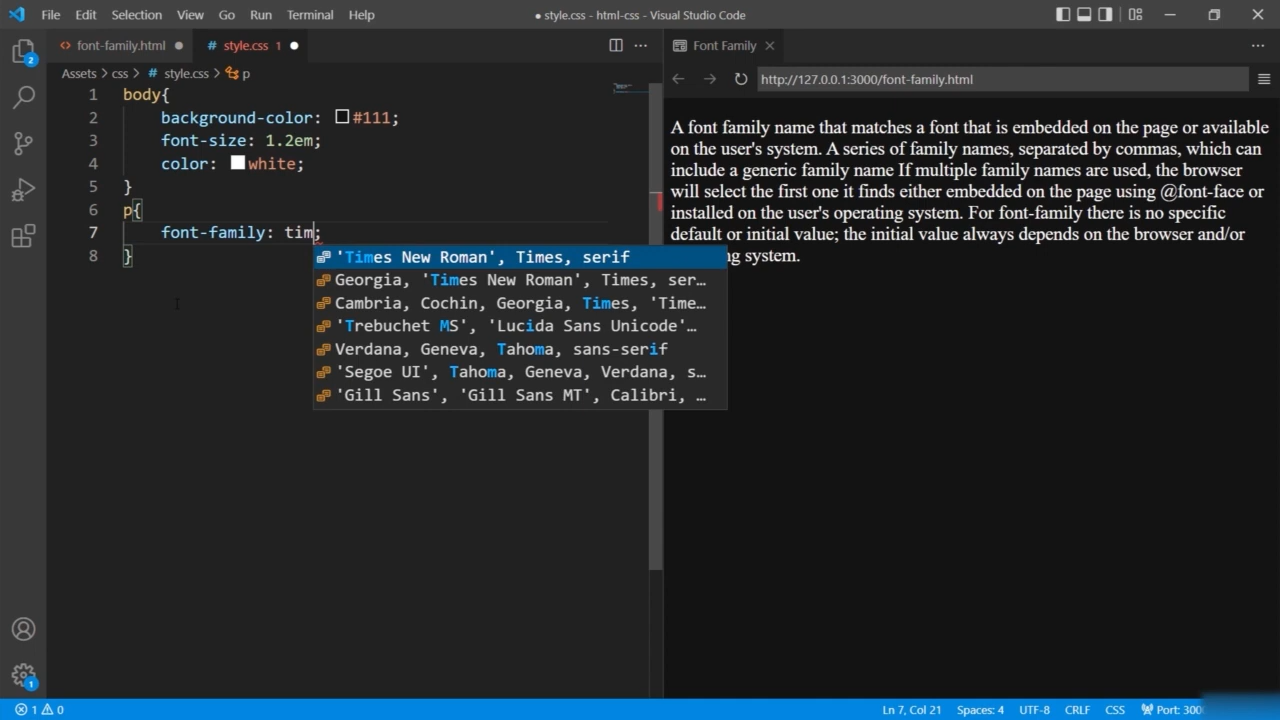 File Edit Selection View Go Run Terminal Help ● style.css - html-css - Visual Studio Code
<> font-family.html ● # style.css 1 ●
Font Family ×
Assets > css > # style.css > p
http://127.0.0.1:3000/font-family.html
1 body{
2 background-color: #111;
3 font-size: 1.2em;
4 color: white;
5 }
6 p{
7 font-family: tim;
8 }
'Times New Roman', Times, serif
Georgia, 'Times New Roman', Times, ser…
Cambria, Cochin, Georgia, Times, 'Time…
'Trebuchet MS', 'Lucida Sans Unicode'…
Verdana, Geneva, Tahoma, sans-serif
'Segoe UI', Tahoma, Geneva, Verdana, s…
'Gill Sans', 'Gill Sans MT', Calibri, …
A font family name that matches a font that is embedded on the page or available
on the user's system. A series of family names, separated by commas, which can
include a generic family name If multiple family names are used, the browser
will select the first one it finds either embedded on the page using @font-face or
installed on the user's operating system. For font-family there is no specific
default or initial value; the initial value always depends on the browser and/or
ng system.
2
1
1 0
Ln 7, Col 21 Spaces: 4 UTF-8 CRLF CSS Port: 300